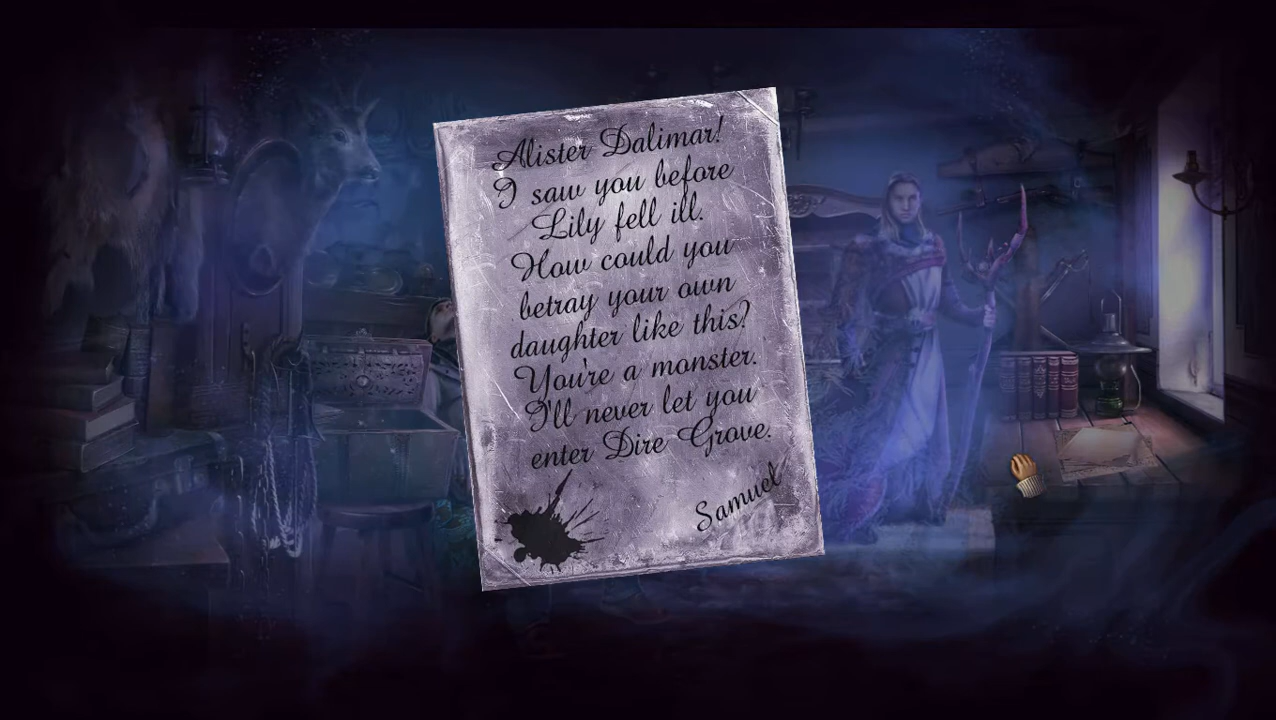 Alister Dalimar!
I saw you before
Lily fell ill.
How could you
betray your own
daughter like this?
You're a monster.
I'll never let you
enter Dire Grove.
Samuel